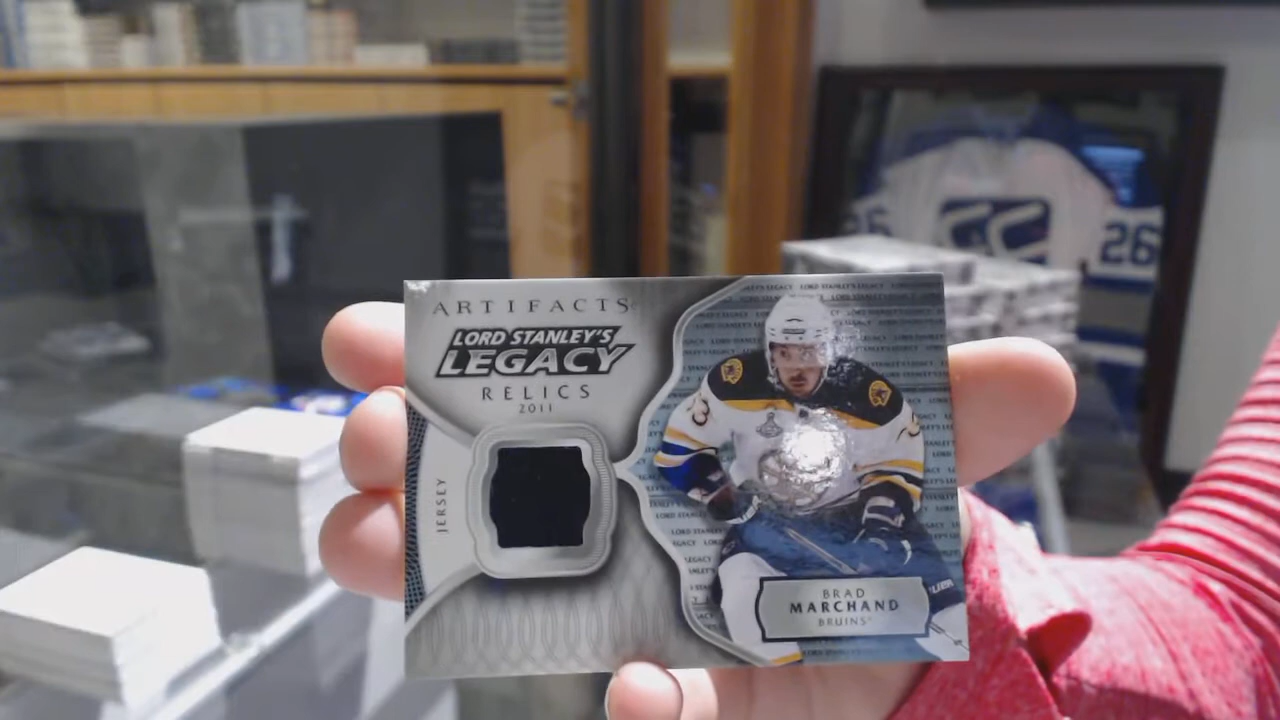 ARTIFACTS
LORD STANLEY'S
LEGACY
RELICS
2011
JERSEY
BRAD
MARCHAND
BRUINS
26